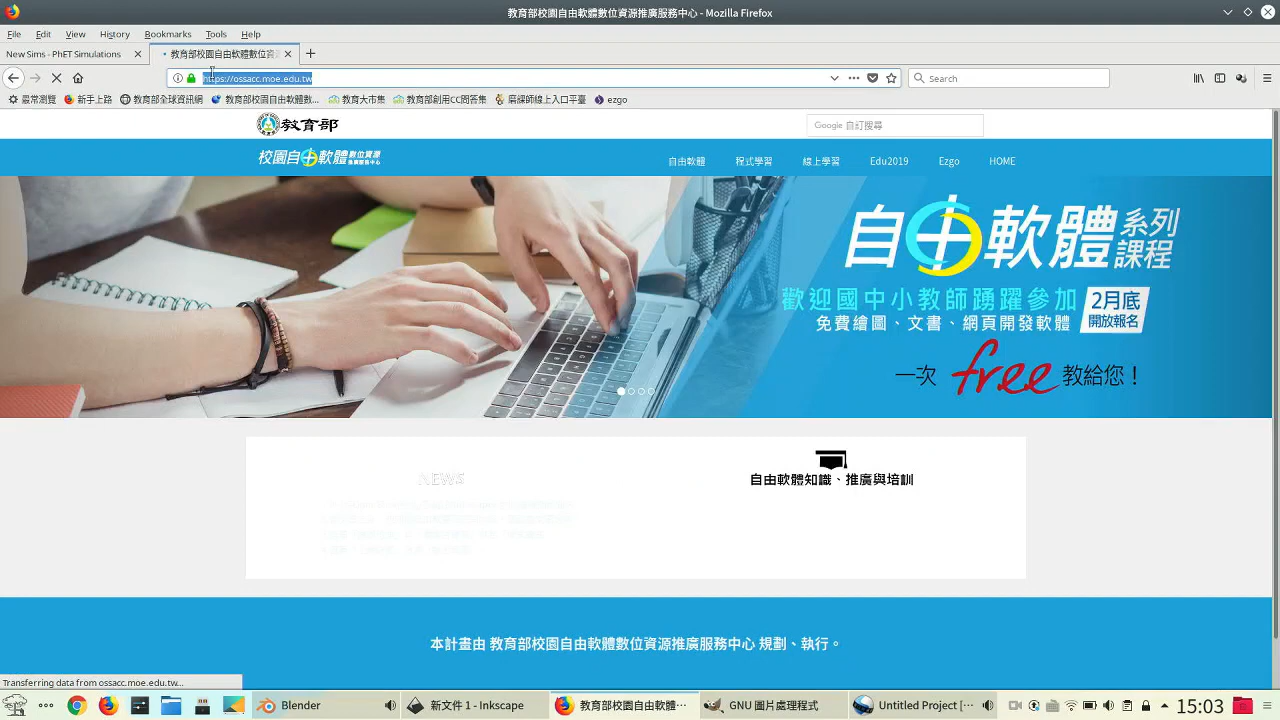 教育部校園自由軟體數位資源推廣服務中心 - Mozilla Firefox
File Edit View History Bookmarks Tools Help
New Sims - PhET Simulations
教育部校園自由軟體數位資
https://ossacc.moe.edu.tw
Search
最常瀏覽 新手上路 教育部全球資訊網 教育部校園自由軟體數... 教育大市集 教育部創用CC問答集 磨課師線上入口平臺 ezgo
教育部
Google 自訂搜尋
校園自由軟體數位資源推廣服務中心
自由軟體 程式學習 線上學習 Edu2019 Ezgo HOME
自由軟體系列課程
歡迎國中小教師踴躍參加
免費繪圖、文書、網頁開發軟體
2月底
開放報名
一次 free 教給您！
NEWS
自由軟體知識、推廣與培訓
本計畫由 教育部校園自由軟體數位資源推廣服務中心 規劃、執行。
Transferring data from ossacc.moe.edu.tw...
Blender
新文件 1 - Inkscape
教育部校園自由軟體…
GNU 圖片處理程式
Untitled Project [
15:03